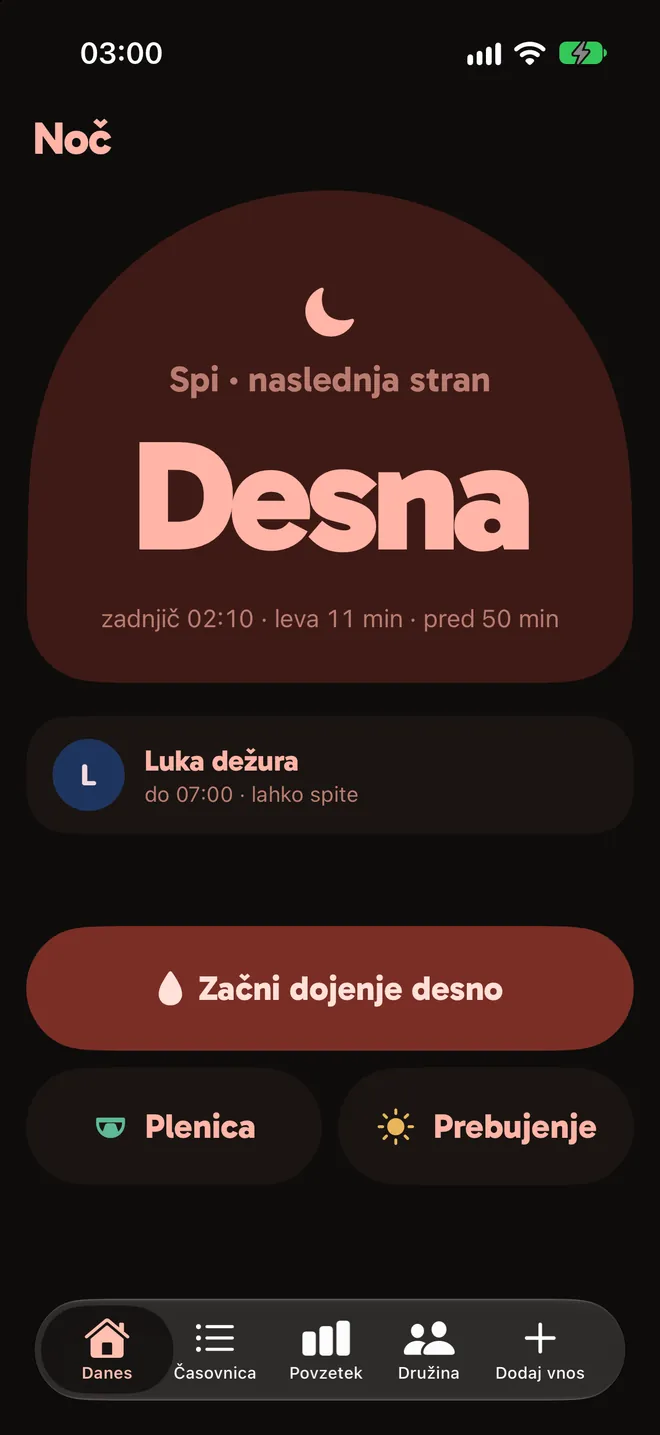 03:00
Noč
Spi · naslednja stran
Desna
zadnjič 02:10 · leva 11 min · pred 50 min
L
Luka dežura
do 07:00 · lahko spite
Začni dojenje desno
Plenica
Prebujenje
Danes
Časovnica
Povzetek
Družina
Dodaj vnos